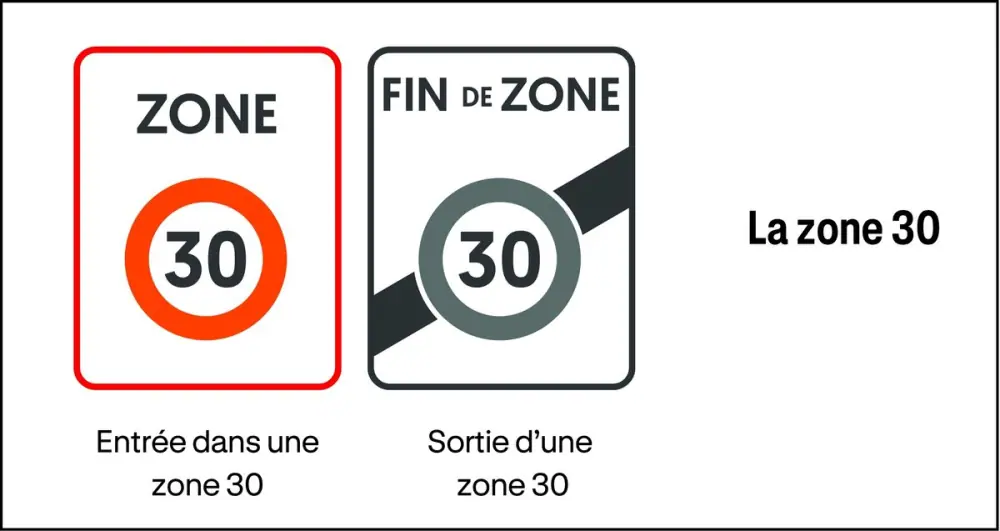 ZONE
30
FIN DE ZONE
30
La zone 30
Entrée dans une
zone 30
Sortie d’une
zone 30